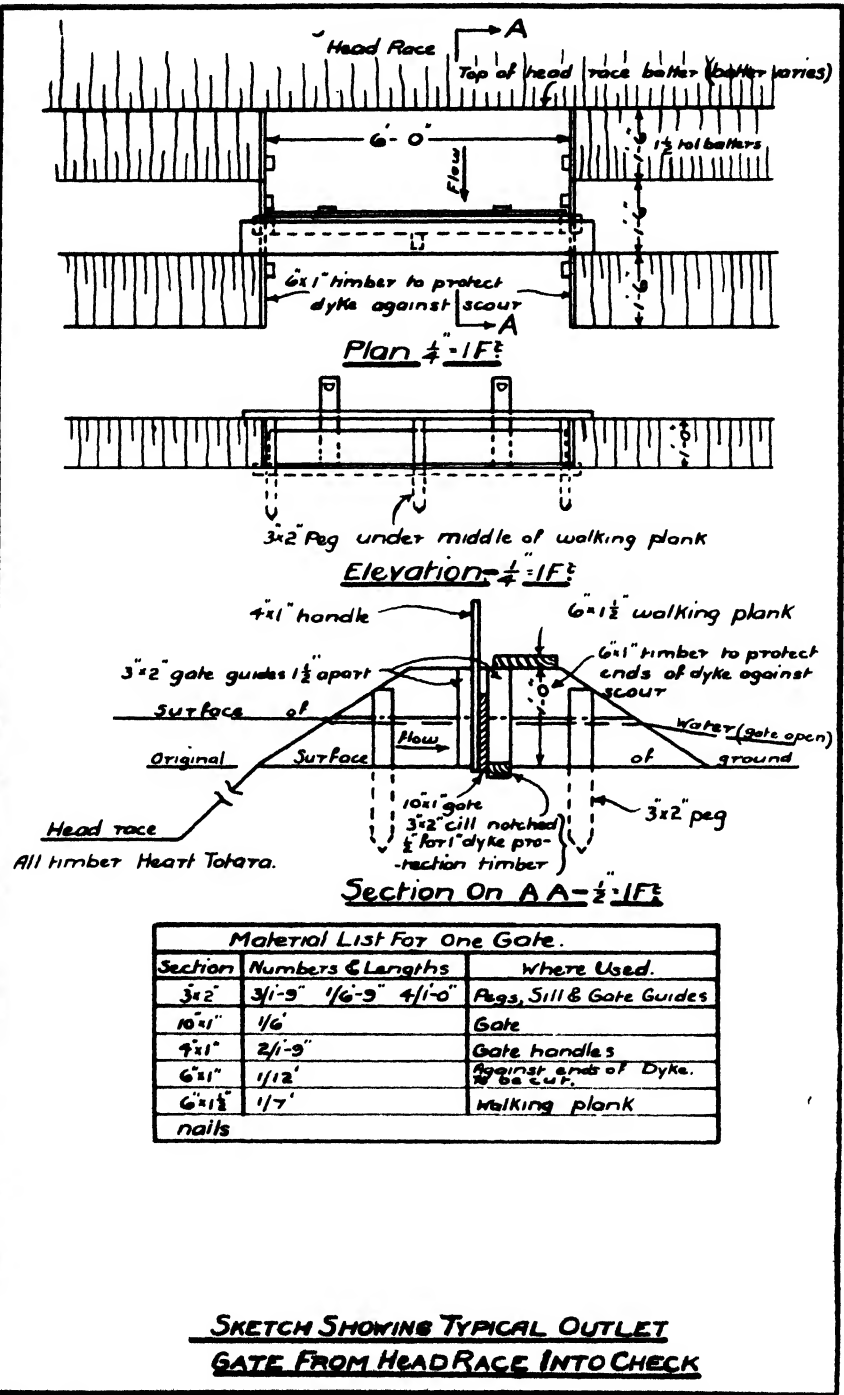 Head Race
A
Top of head race batter (batter varies)
6'-0"
Flow
1'-6"
1½ to 1 batters
1'-6"
1'-6"
6"x1" timber to protect
dyke against scour
A
Plan ¼"=1Ft
1'-0"
3"x2" Peg under middle of walking plank
Elevation-¼"=1Ft
4"x1" handle
6"x1½" walking plank
3"x2" gate guides 1½" apart
6"x1" timber to protect
ends of dyke against
scour
1'-0"
Surface of Water (gate open)
Flow
Original Surface of ground
10"x1" gate
3"x2" cill notched
½" for 1" dyke pro-
-tection timber
3"x2" peg
Head race
All timber Heart Totara.
Section On A A-½"=1Ft
Material List For One Gate.
Section Numbers & Lengths Where Used.
3"x2" 3/1'-9" 1/6'-9" 4/1'-0" Pegs, Sill & Gate Guides
10"x1" 1/6' Gate
4"x1" 2/1'-9" Gate handles
6"x1" 1/12' Against ends of Dyke.
To be cut.
6"x1½" 1/7' Walking plank
nails
SKETCH SHOWING TYPICAL OUTLET
GATE FROM HEAD RACE INTO CHECK